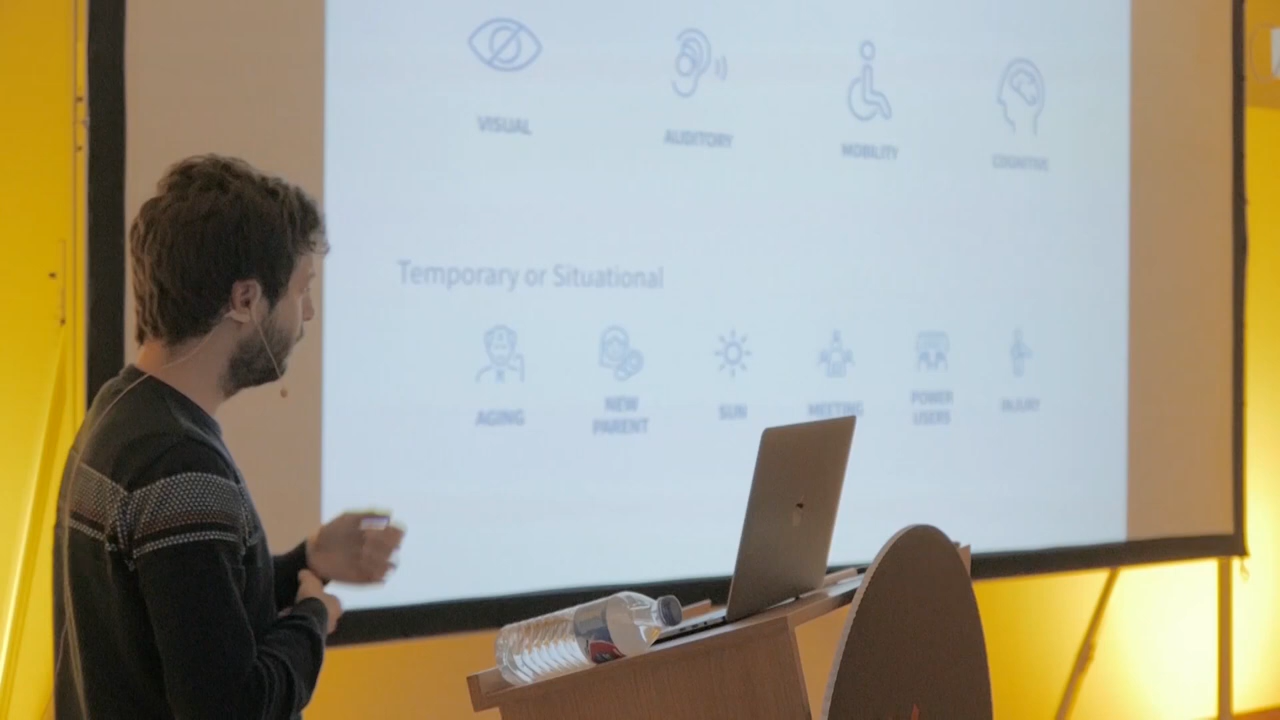 VISUAL
AUDITORY
MOBILITY
COGNITIVE
Temporary or Situational
AGING
NEW
PARENT
SUN
MEETING
POWER
USERS
INJURY